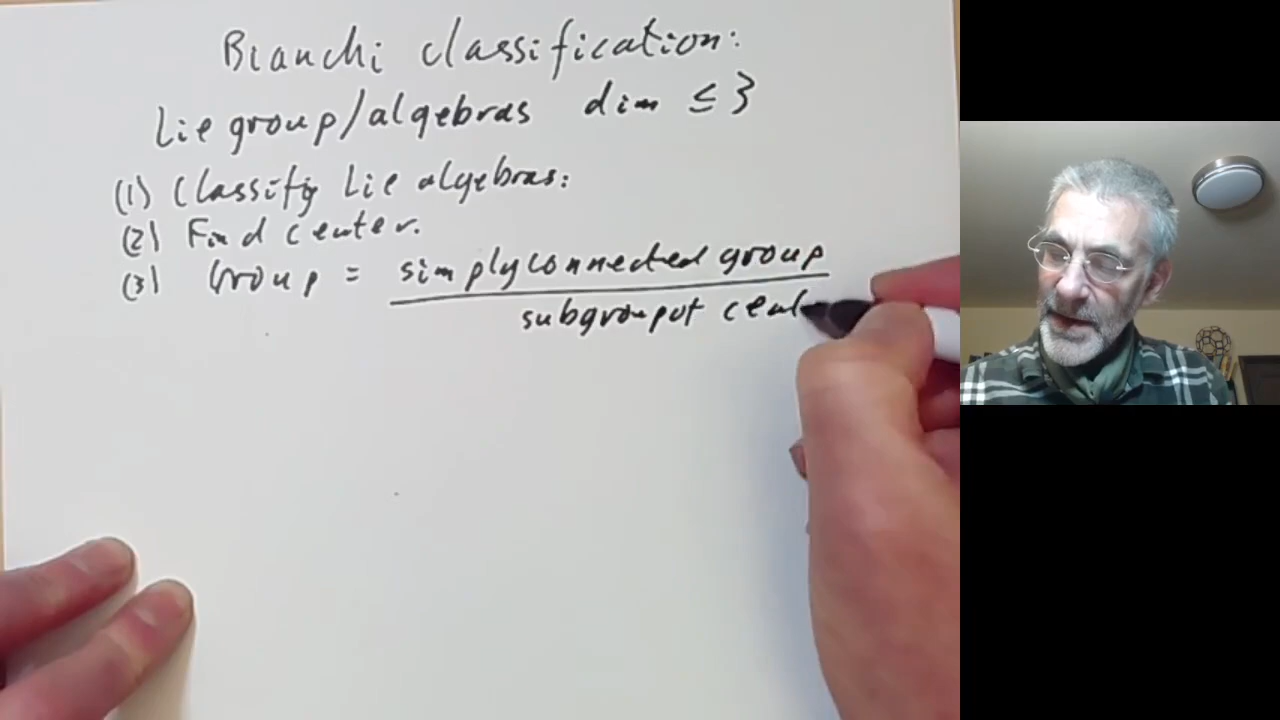 Bianchi classification:
Lie group/algebras dim ≤ 3
(1) Classify Lie algebras:
(2) Find center.
(3) Group = simply connected group
subgroup of cent